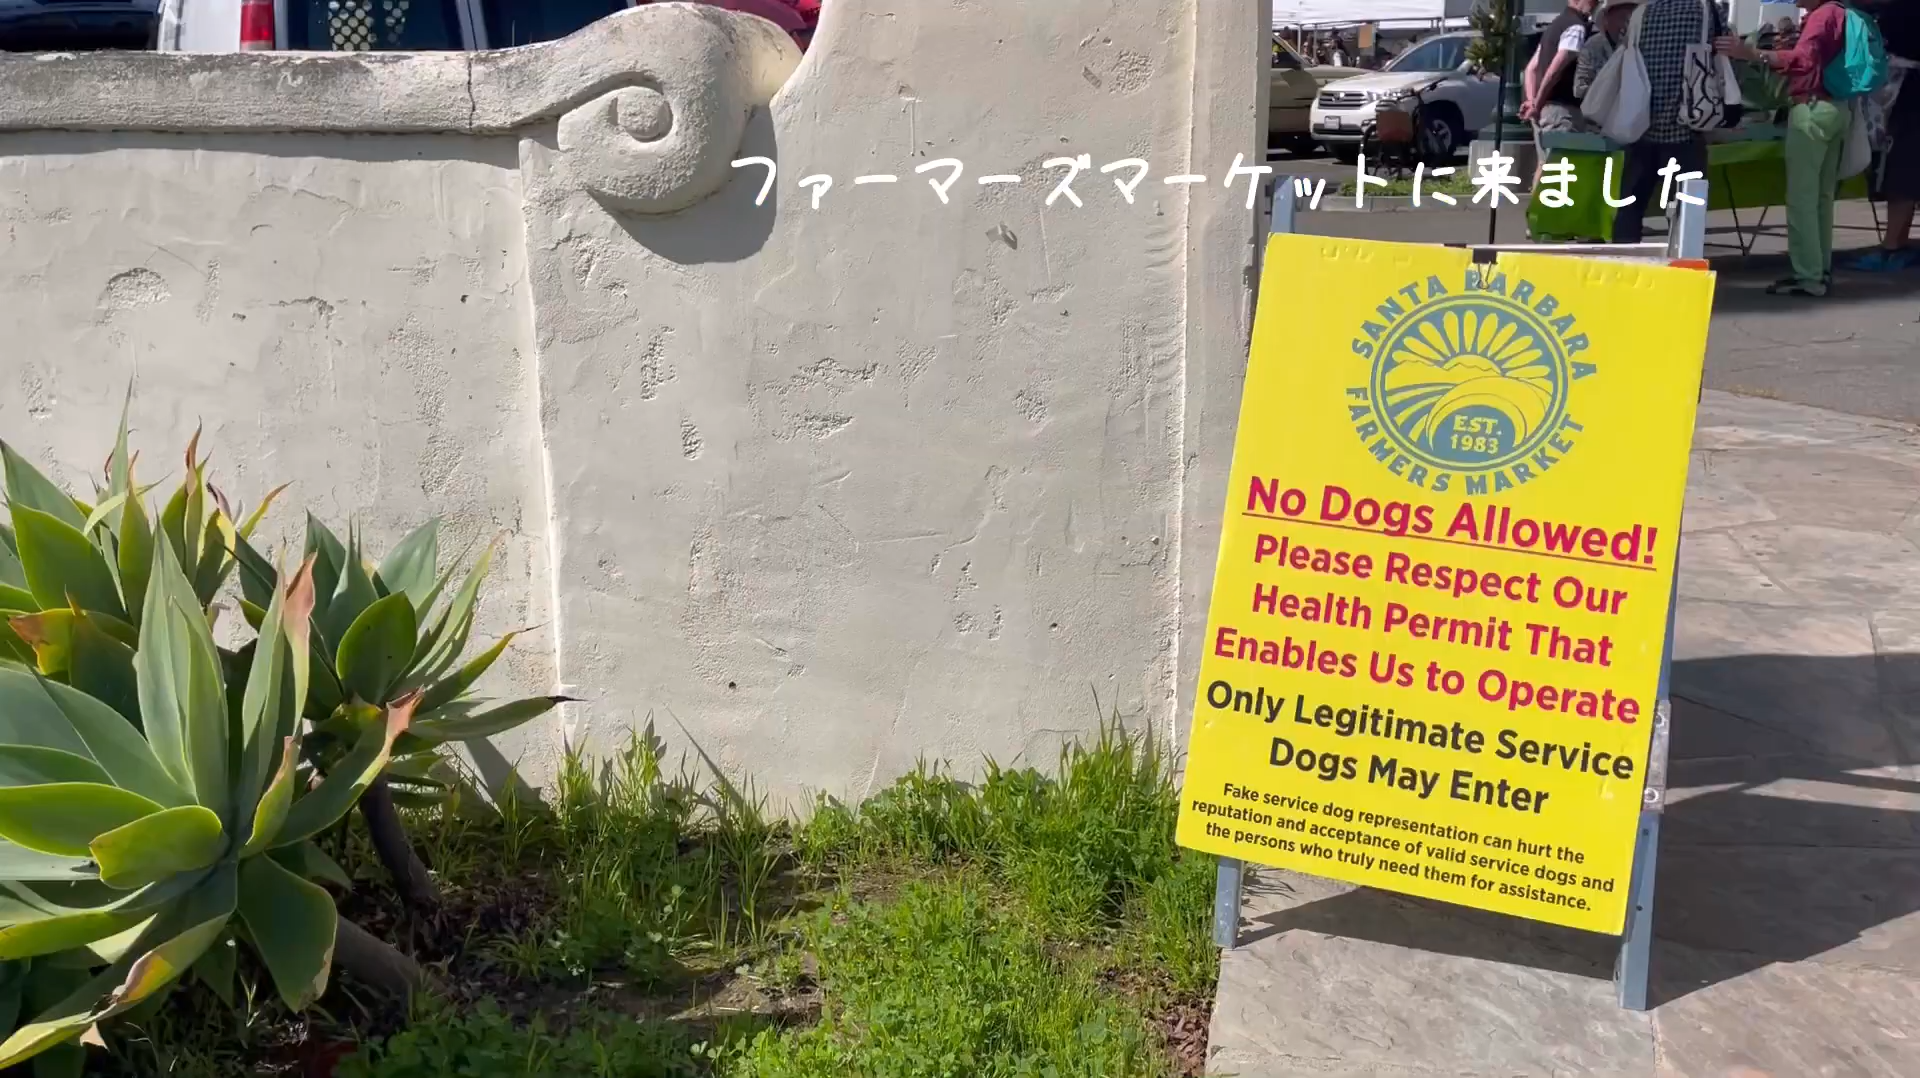 ファーマーズマーケットに来ました
SANTA BARBARA
FARMERS MARKET
EST.
1983
No Dogs Allowed!
Please Respect Our
Health Permit That
Enables Us to Operate
Only Legitimate Service
Dogs May Enter
Fake service dog representation can hurt the
reputation and acceptance of valid service dogs and
the persons who truly need them for assistance.